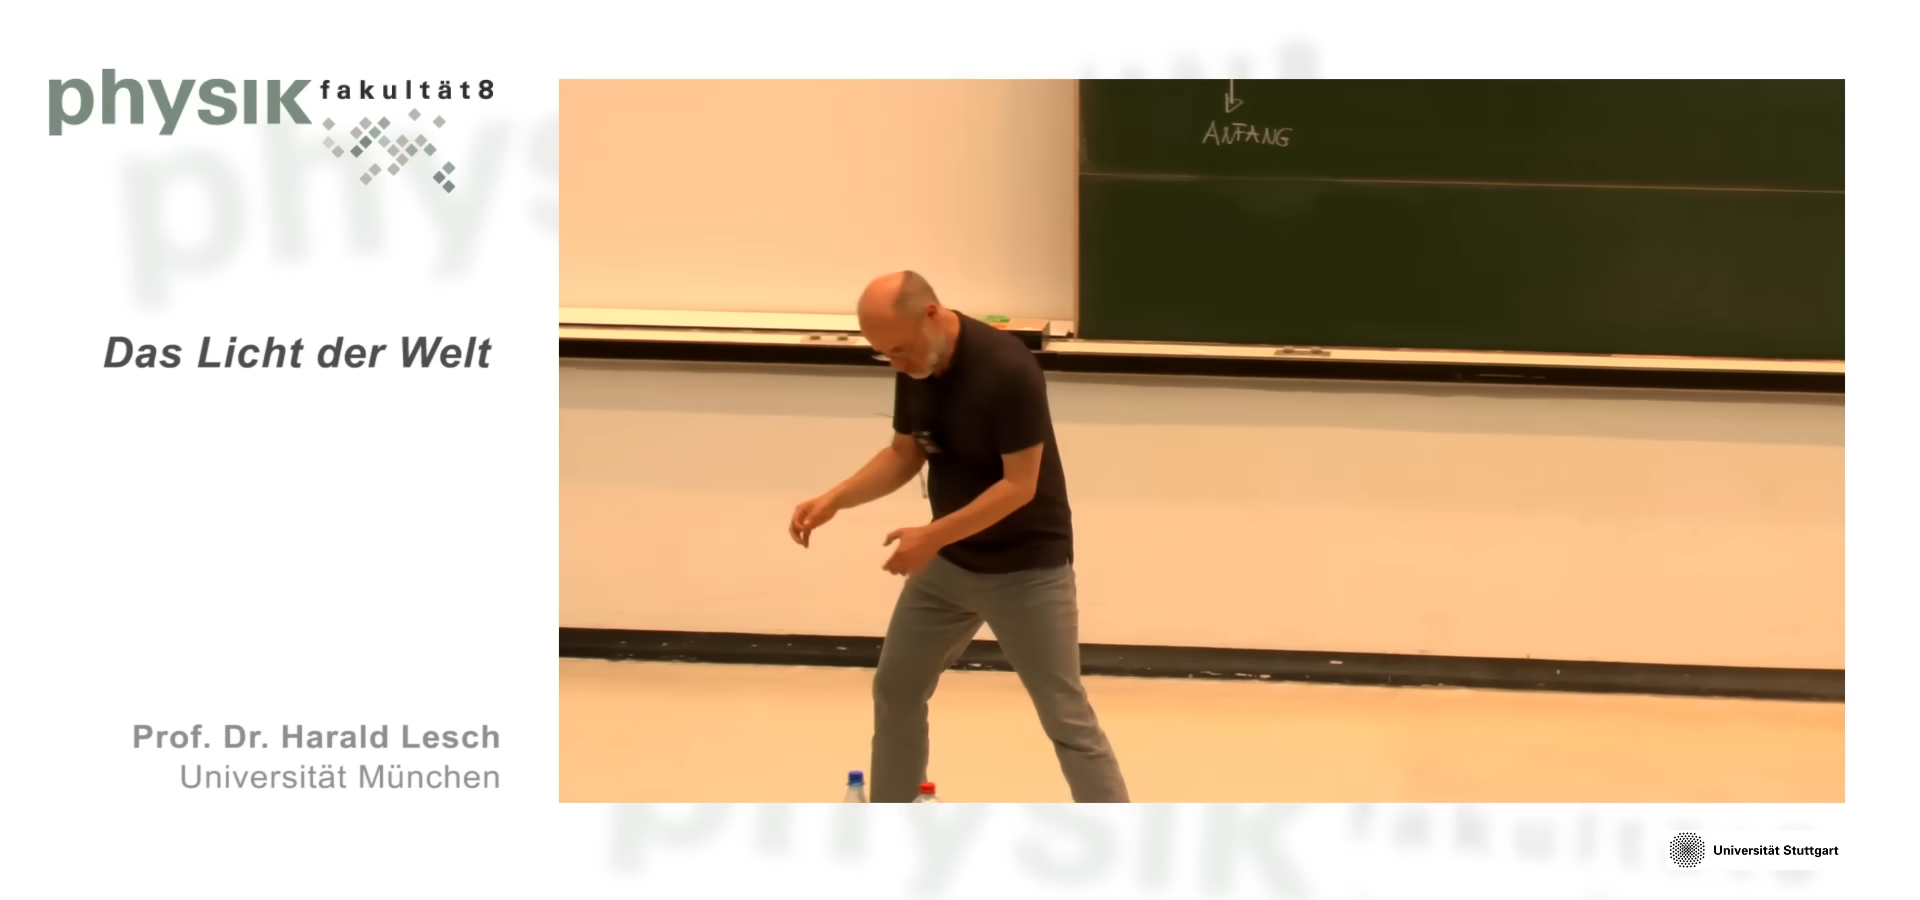 physik fakultät8
Das Licht der Welt
Prof. Dr. Harald Lesch
Universität München
ANFANG
Universität Stuttgart